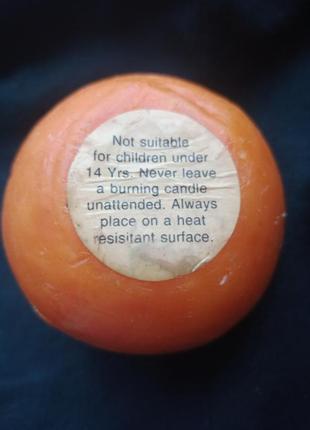 Not suitable
for children under
14 Yrs. Never leave
a burning candle
unattended. Always
place on a heat
resisitant surface.